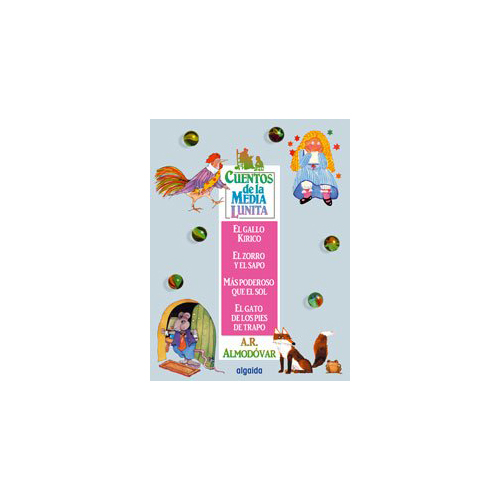 CUENTOS
de la
MEDIA
LUNITA
EL GALLO
KIRICO
EL ZORRO
Y EL SAPO
MÁS PODEROSO
QUE EL SOL
EL GATO
DE LOS PIES
DE TRAPO
A.R.
ALMODÓVAR
algaida